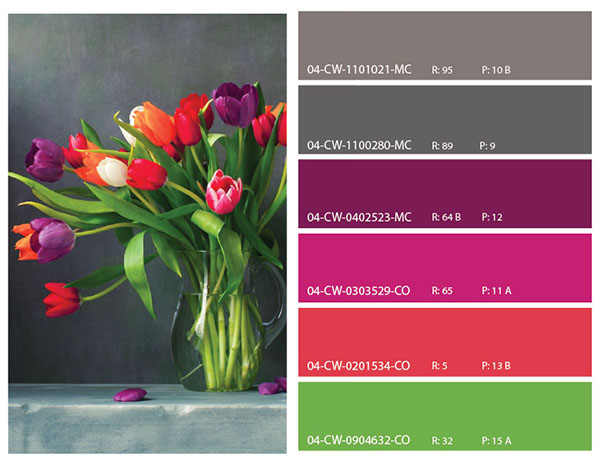 04-CW-1101021-MC R: 95 P: 10 B
04-CW-1100280-MC R: 89 P: 9
04-CW-0402523-MC R: 64 B P: 12
04-CW-0303529-CO R: 65 P: 11 A
04-CW-0201534-CO R: 5 P: 13 B
04-CW-0904632-CO R: 32 P: 15 A